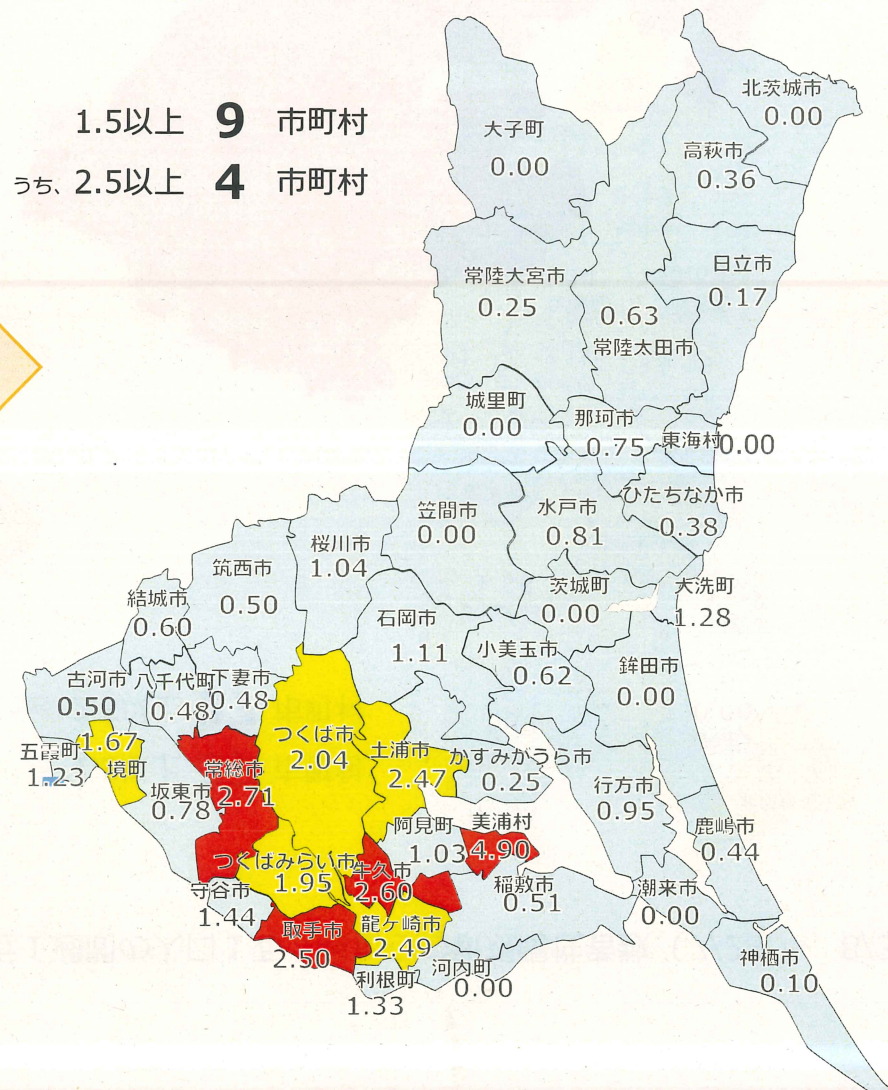 1.5以上 9 市町村
うち、2.5以上 4 市町村
北茨城市
0.00
大子町
0.00
高萩市
0.36
日立市
0.17
常陸大宮市
0.25
0.63
常陸太田市
城里町
0.00
那珂市
0.75
東海村0.00
ひたちなか市
0.38
笠間市
0.00
水戸市
0.81
桜川市
1.04
筑西市
0.50
茨城町
0.00
大洗町
1.28
結城市
0.60
石岡市
1.11
小美玉市
0.62
鉾田市
0.00
古河市
0.50
八千代町
0.48
下妻市
0.48
つくば市
2.04
土浦市
2.47
かすみがうら市
0.25
五霞町
1.23
1.67
境町
常総市
2.71
坂東市
0.78
行方市
0.95
鹿嶋市
0.44
阿見町
1.03
美浦村
4.90
つくばみらい市
1.95
牛久市
2.60
稲敷市
0.51
潮来市
0.00
守谷市
1.44
取手市
2.50
龍ヶ崎市
2.49
利根町
1.33
河内町
0.00
神栖市
0.10